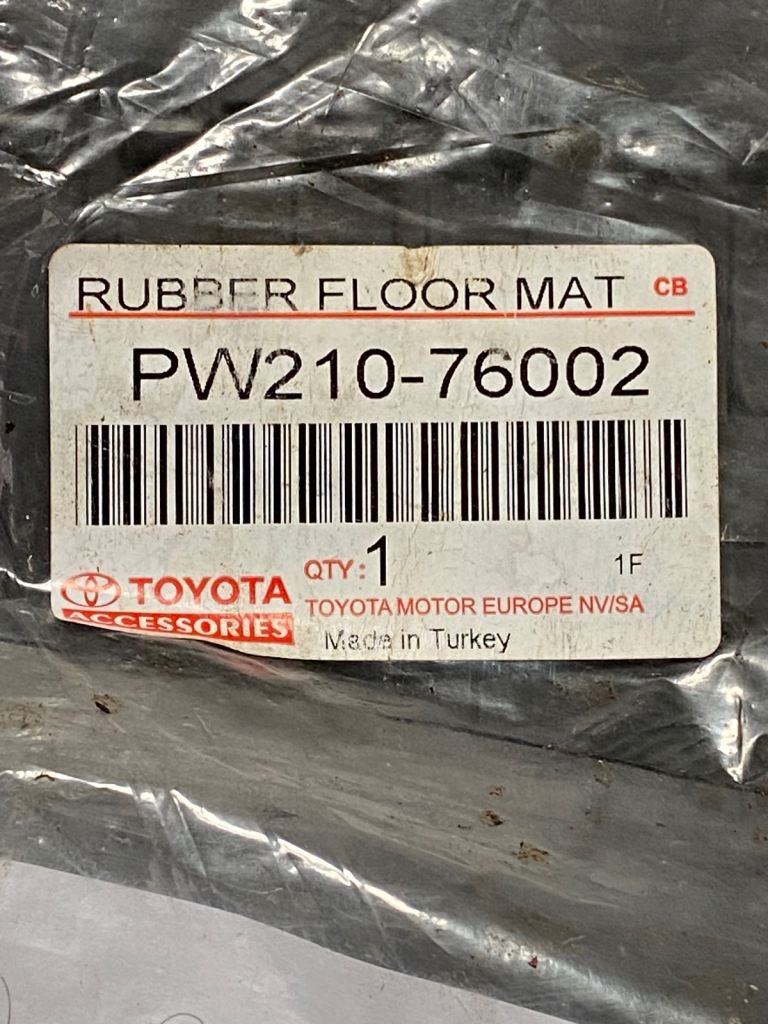 RUBBER FLOOR MAT CB
PW210-76002
QTY : 1 1F
TOYOTA
ACCESSORIES
TOYOTA MOTOR EUROPE NV/SA
Made in Turkey